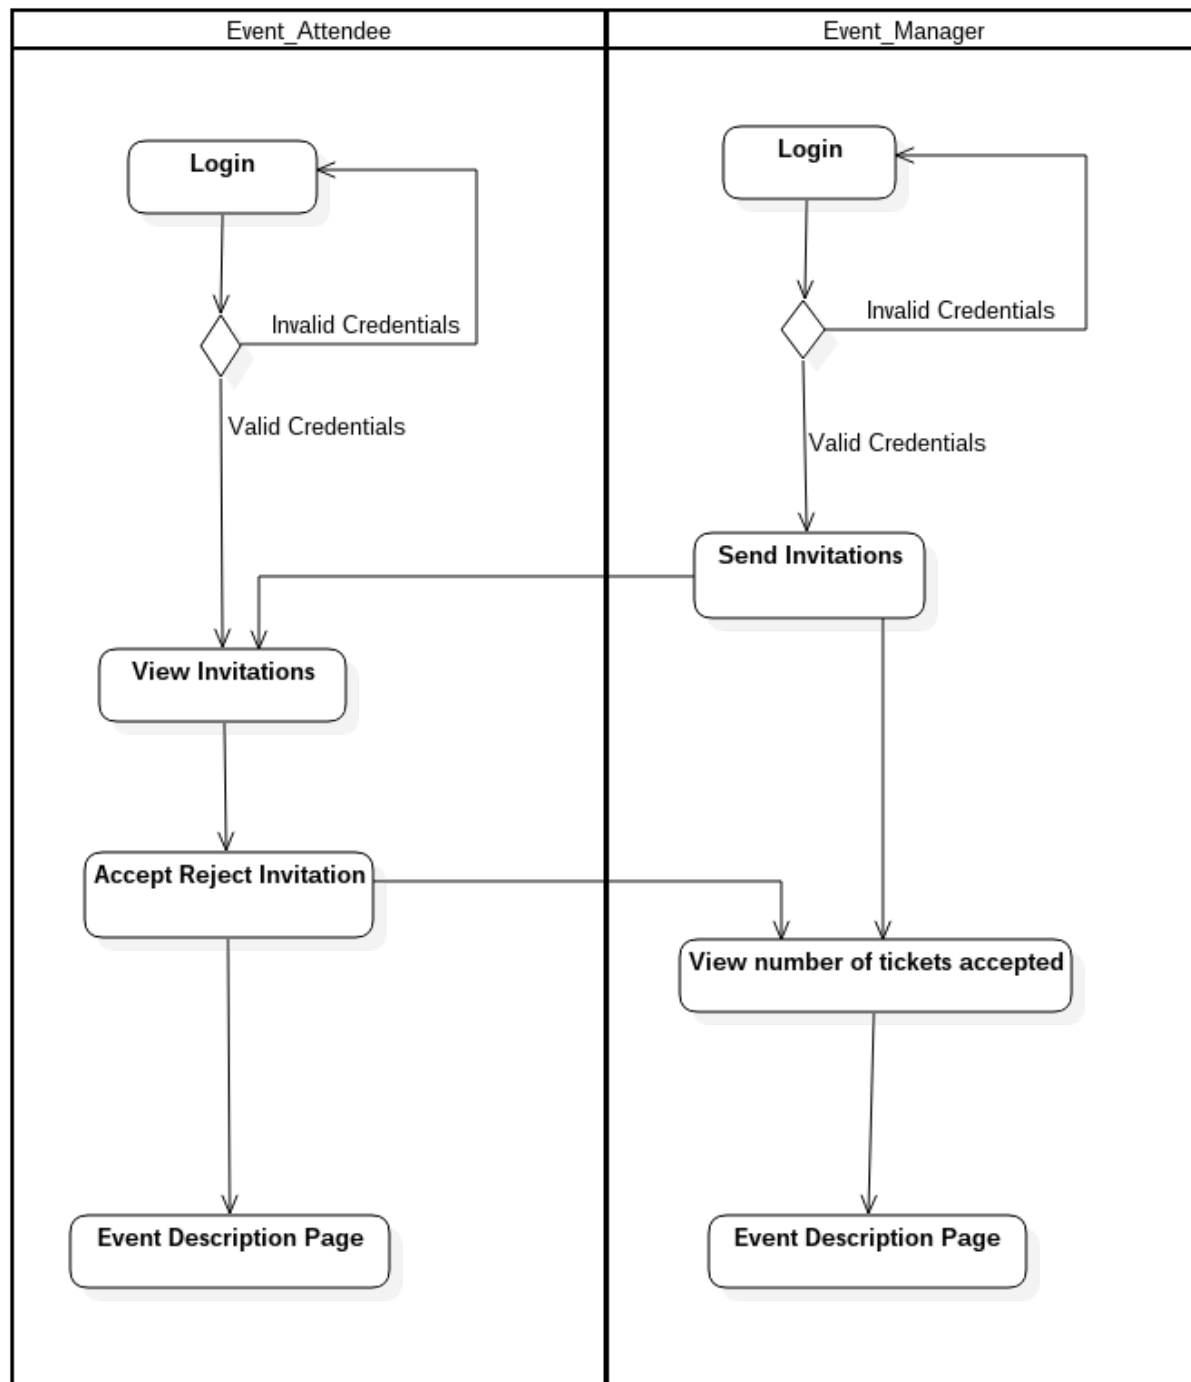 Event_Attendee
Event_Manager
Login
Login
Invalid Credentials
Invalid Credentials
Valid Credentials
Valid Credentials
Send Invitations
View Invitations
Accept Reject Invitation
View number of tickets accepted
Event Description Page
Event Description Page